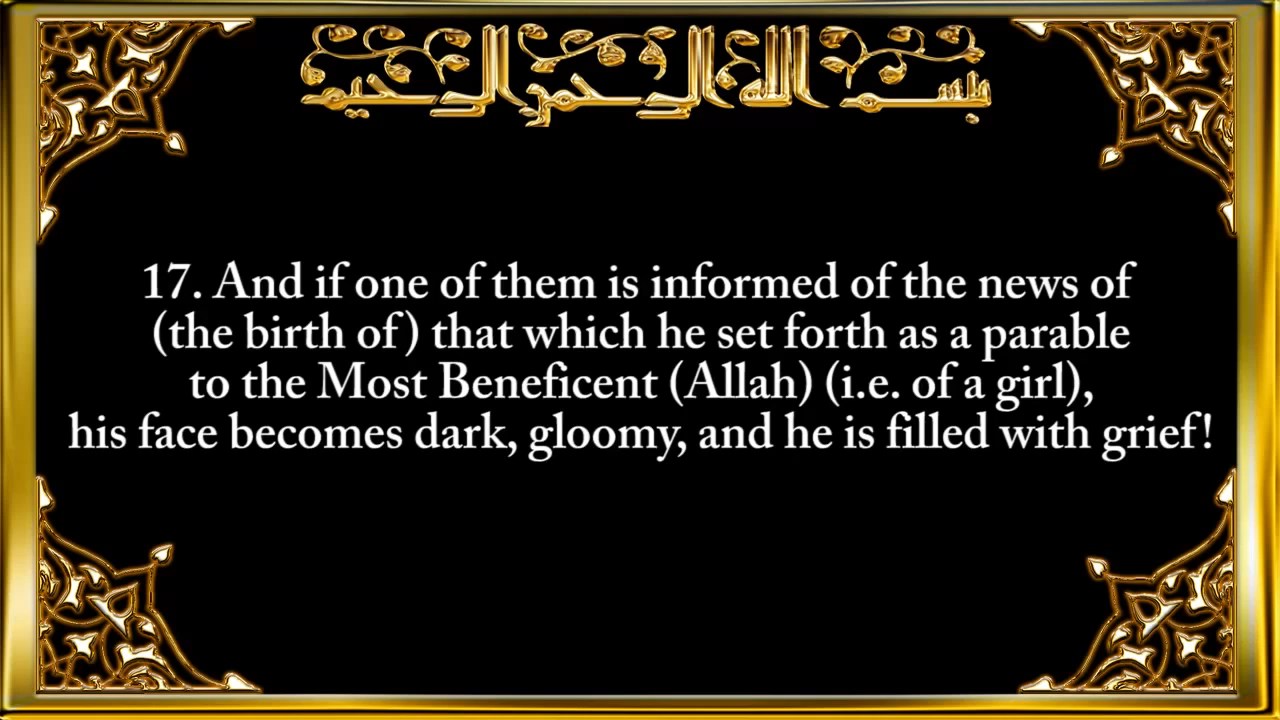 بسم الله الرحمن الرحيم
17. And if one of them is informed of the news of
(the birth of) that which he set forth as a parable
to the Most Beneficent (Allah) (i.e. of a girl),
his face becomes dark, gloomy, and he is filled with grief!